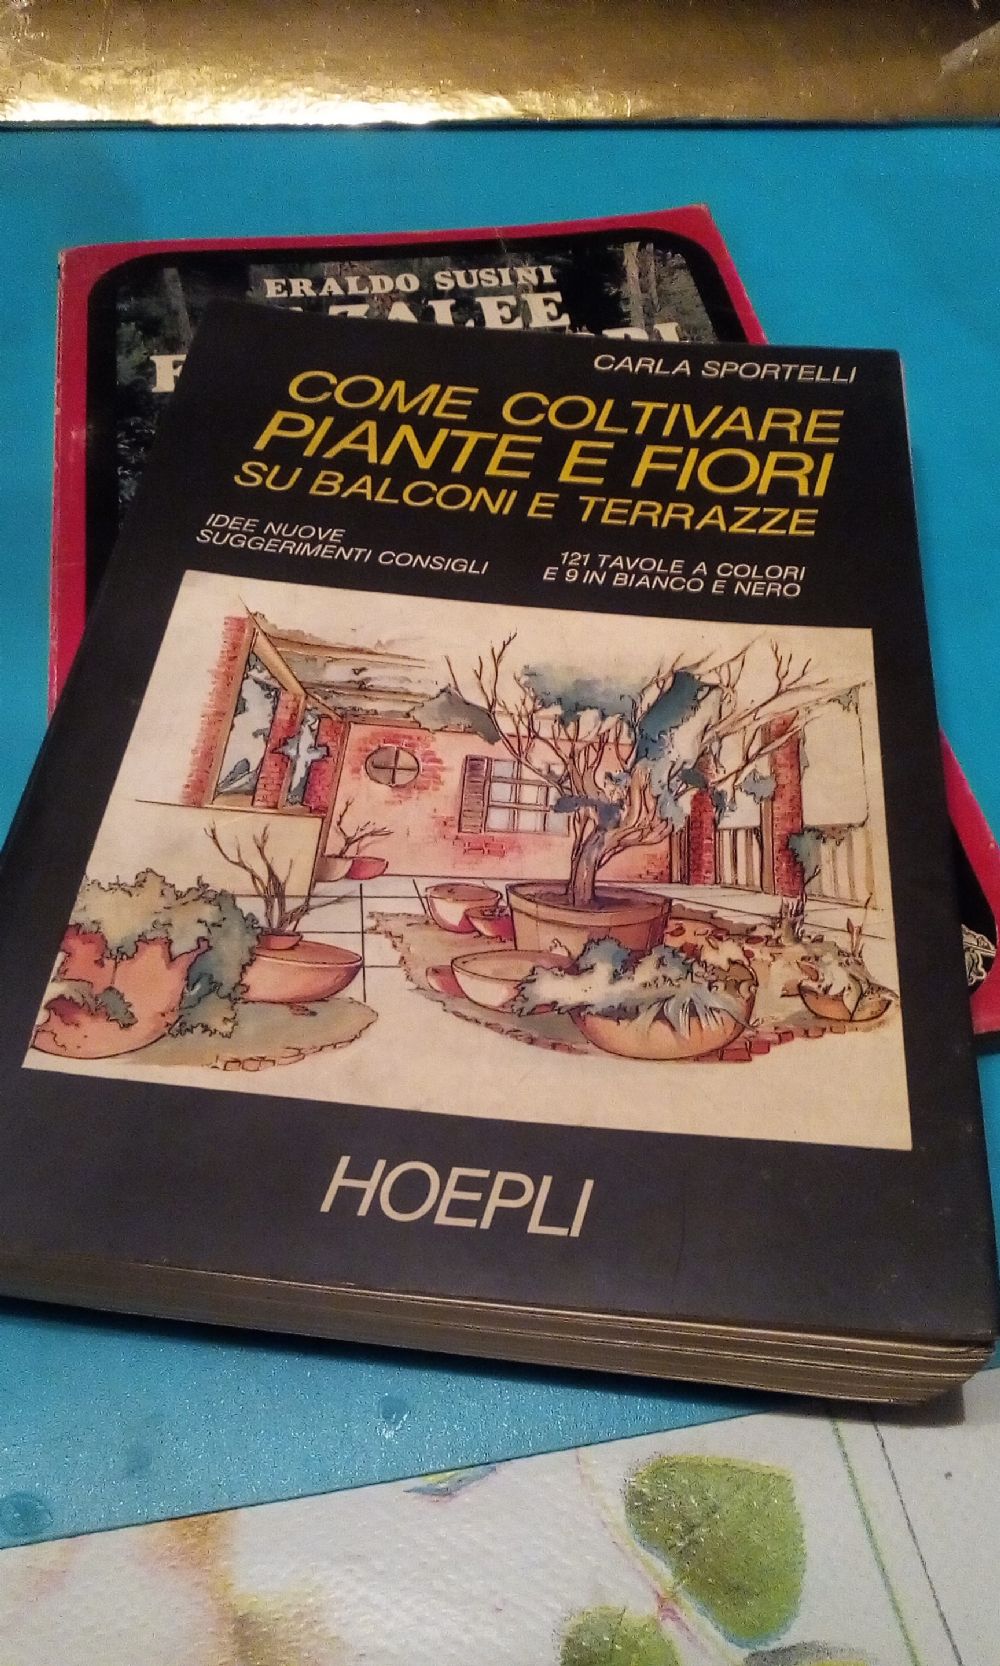 ERALDO SUSINI
CARLA SPORTELLI
COME COLTIVARE
PIANTE E FIORI
SU BALCONI E TERRAZZE
IDEE NUOVE
SUGGERIMENTI CONSIGLI
121 TAVOLE A COLORI
E 9 IN BIANCO E NERO
HOEPLI